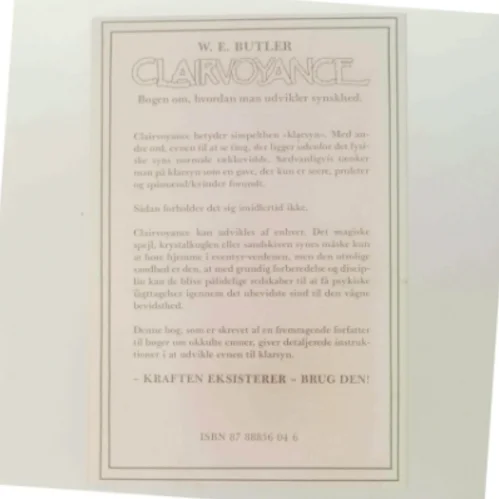 W. E. BUTLER
CLAIRVOYANCE
Bogen om, hvordan man udvikler synskhed.
Clairvoyance betyder simpelthen »klarsyn«. Med an-
dre ord, evnen til at se ting, der ligger udenfor det fysi-
ske syns normale rækkevidde. Sædvanligvis tænker
man på klarsyn som en gave, der kun er seere, profeter
og spåmænd/kvinder forundt.
Sådan forholder det sig imidlertid ikke.
Clairvoyance kan udvikles af enhver. Det magiske
spejl, krystalkuglen eller sandskiven synes måske kun
at høre hjemme i eventyr-verdenen, men den utrolige
sandhed er den, at med grundig forberedelse og discip-
lin kan de blive pålidelige redskaber til at få psykiske
iagttagelser igennem det ubevidste sind til den vågne
bevidsthed.
Denne bog, som er skrevet af en fremragende forfatter
til bøger om okkulte emner, giver detaljerede instruk-
tioner i at udvikle evnen til klarsyn.
– KRAFTEN EKSISTERER – BRUG DEN!
ISBN 87 88836 04 6